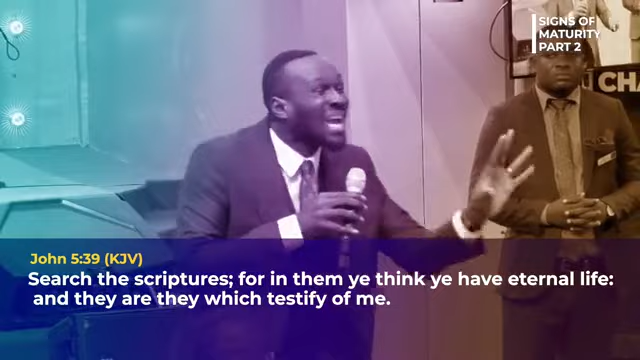 SIGNS OF
MATURITY
PART 2
CHA
John 5:39 (KJV)
Search the scriptures; for in them ye think ye have eternal life:
and they are they which testify of me.